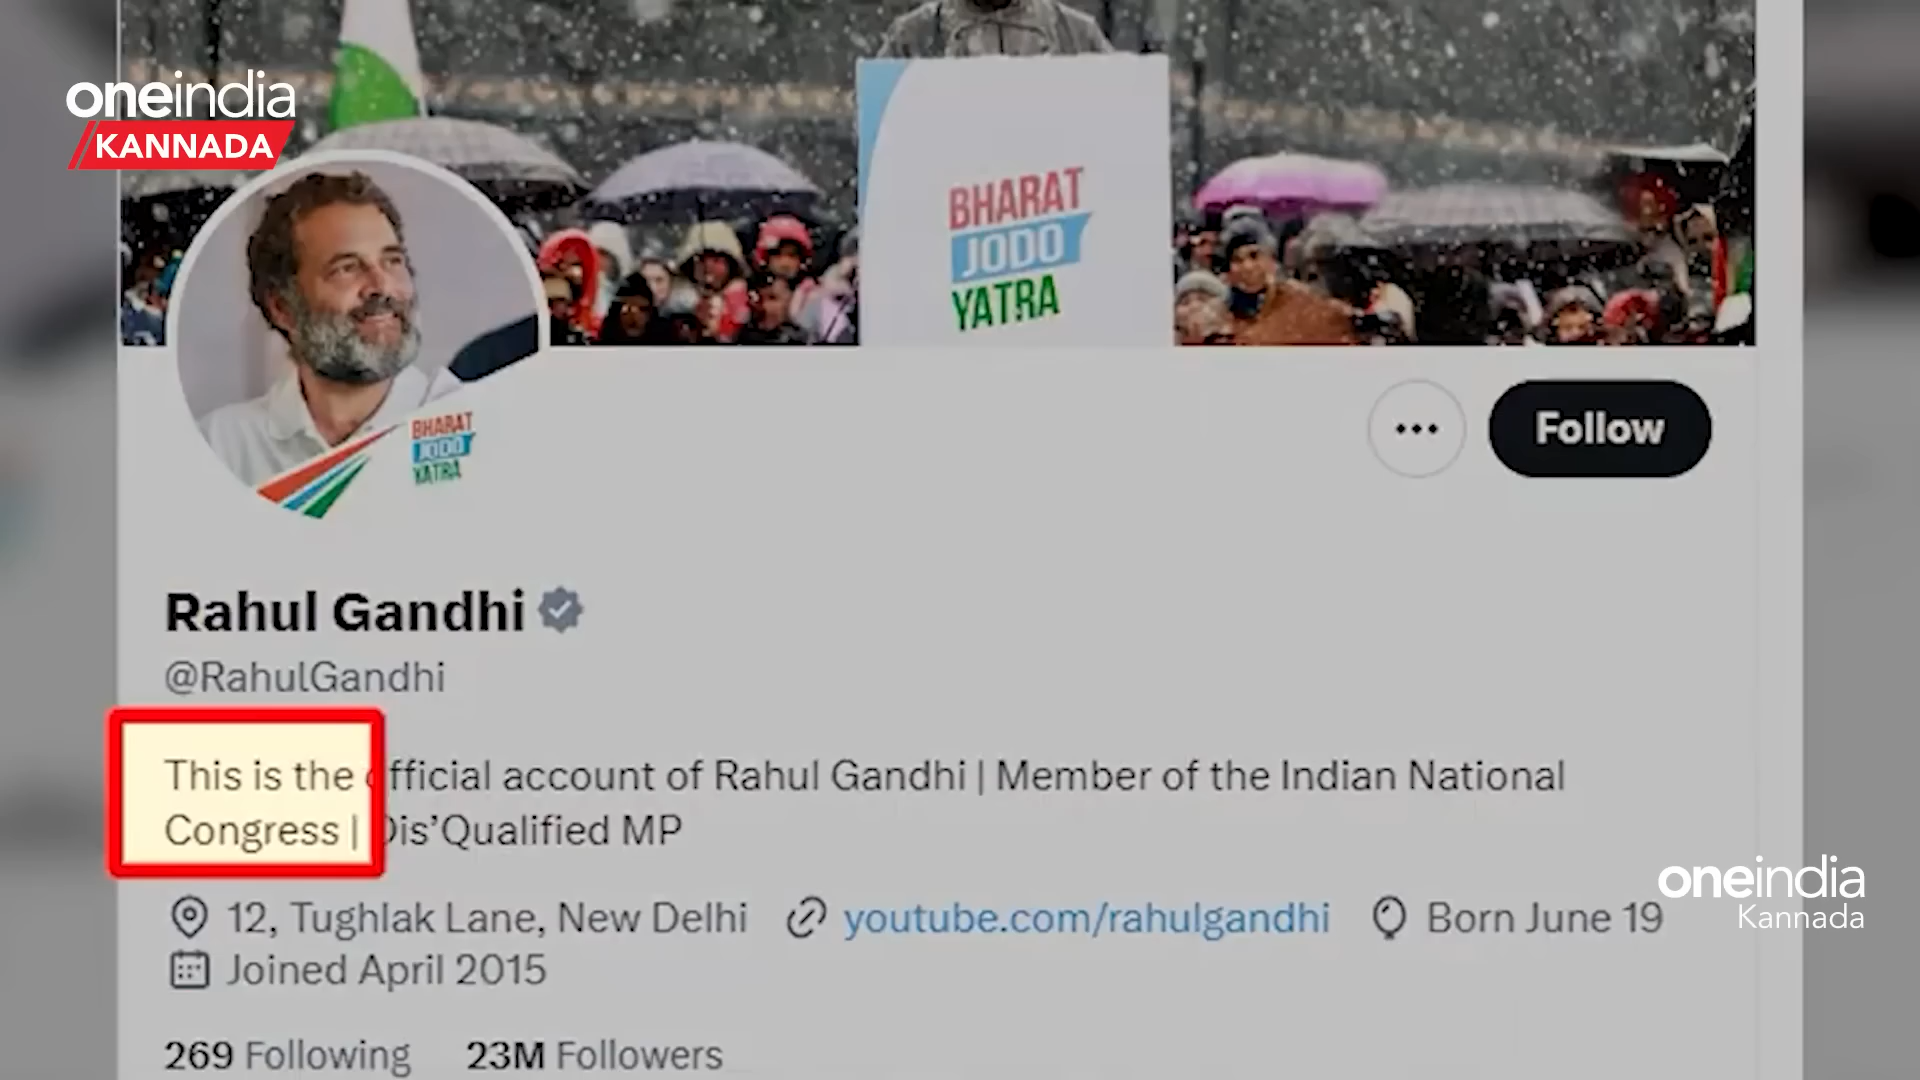 oneindia
KANNADA
BHARAT
JODO
YATRA
BHARAT
JODO
YATRA
Follow
Rahul Gandhi
@RahulGandhi
This is the official account of Rahul Gandhi | Member of the Indian National
Congress | Dis’Qualified MP
12, Tughlak Lane, New Delhi youtube.com/rahulgandhi Born June 19
Joined April 2015
269 Following 23M Followers
oneindia
Kannada